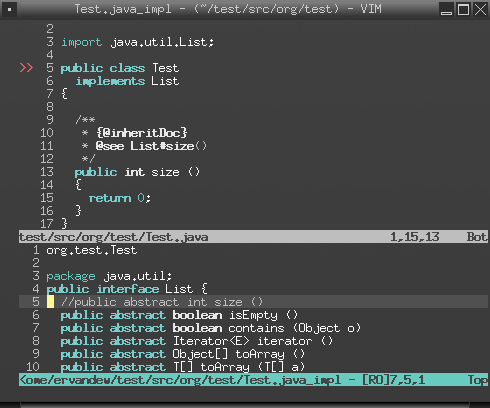 Test.java_impl - (~/test/src/org/test) - VIM
2
3 import java.util.List;
4
>> 5 public class Test
6 implements List
7 {
8
9 /**
10 * {@inheritDoc}
11 * @see List#size()
12 */
13 public int size ()
14 {
15 return 0;
16 }
17 }
test/src/org/test/Test.java 1,15,13 Bot
1 org.test.Test
2
3 package java.util;
4 public interface List {
5 //public abstract int size ()
6 public abstract boolean isEmpty ()
7 public abstract boolean contains (Object o)
8 public abstract Iterator<E> iterator ()
9 public abstract Object[] toArray ()
10 public abstract T[] toArray (T[] a)
<ome/ervandew/test/src/org/test/Test.java_impl - [RO]7,5,1 Top